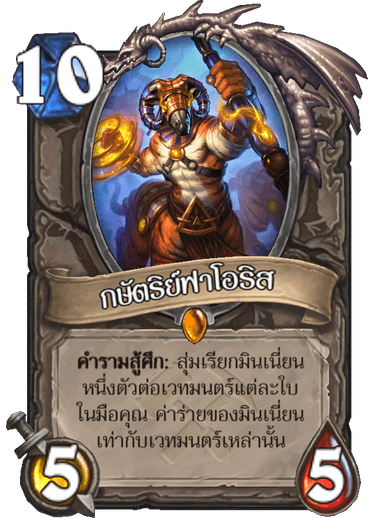 10
กษัตริย์ฟาโอริส
คำรามสู้ศึก: สุ่มเรียกมินเนี่ยน
หนึ่งตัวต่อเวทมนตร์แต่ละใบ
ในมือคุณ ค่าร่ายของมินเนี่ยน
เท่ากับเวทมนตร์เหล่านั้น
5
5